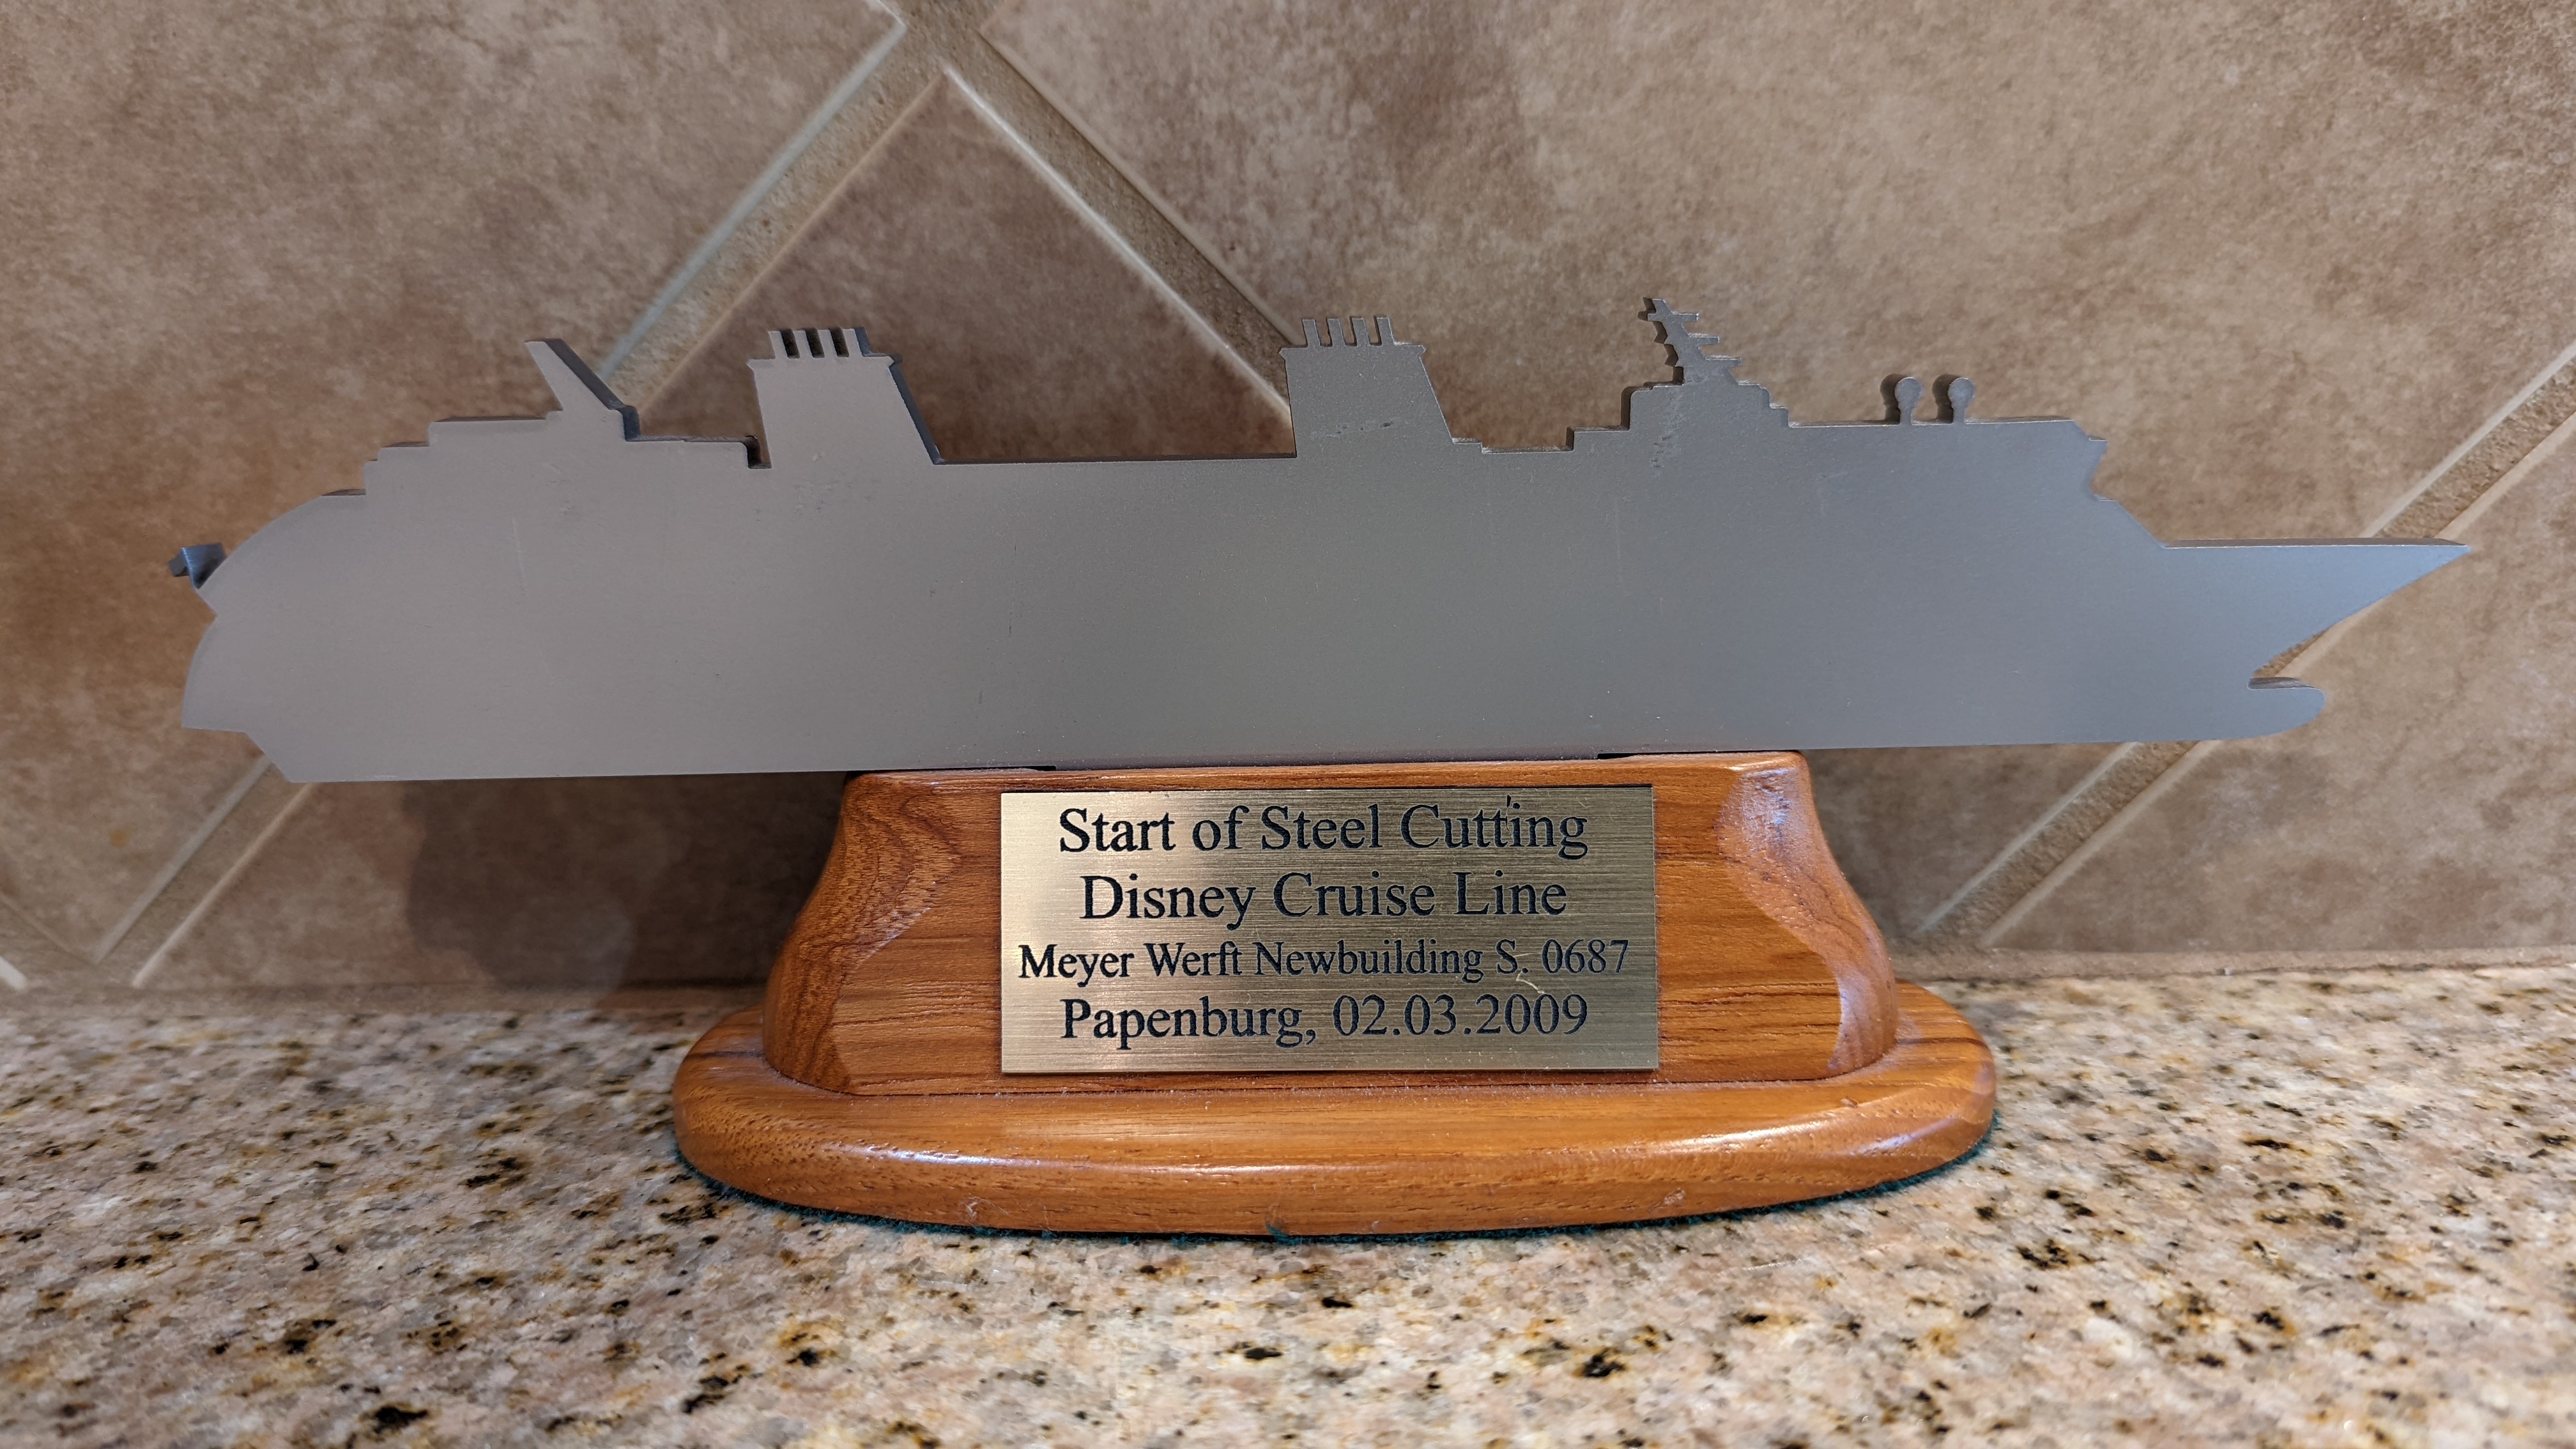 Start of Steel Cutting
Disney Cruise Line
Meyer Werft Newbuilding S. 0687
Papenburg, 02.03.2009